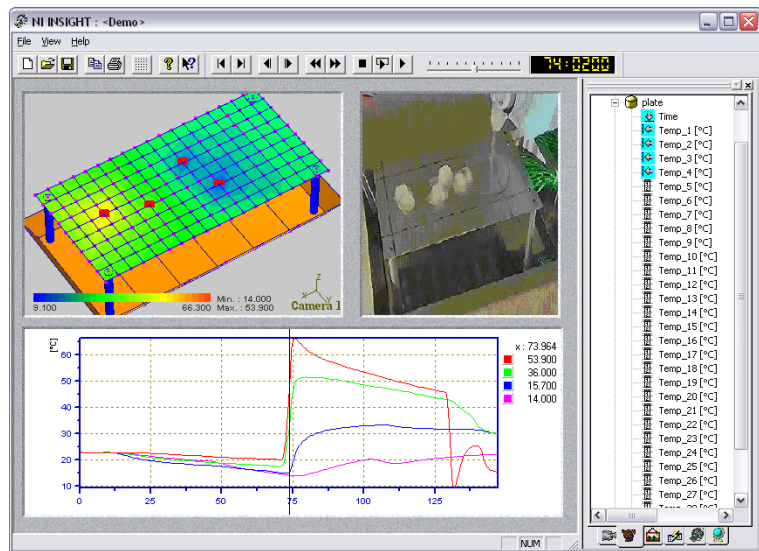 NI INSIGHT : <Demo>
File View Help
74:0200
Z
Y X
Min. : 14.000
9.100 66.300 Max. : 53.900
Camera 1
[°C]
x : 73.964
53.900
36.000
15.700
14.000
60
50
40
30
20
10
0 25 50 75 100 125
plate
Time
Temp_1 [°C]
Temp_2 [°C]
Temp_3 [°C]
Temp_4 [°C]
Temp_5 [°C]
Temp_6 [°C]
Temp_7 [°C]
Temp_8 [°C]
Temp_9 [°C]
Temp_10 [°C]
Temp_11 [°C]
Temp_12 [°C]
Temp_13 [°C]
Temp_14 [°C]
Temp_15 [°C]
Temp_16 [°C]
Temp_17 [°C]
Temp_18 [°C]
Temp_19 [°C]
Temp_20 [°C]
Temp_21 [°C]
Temp_22 [°C]
Temp_23 [°C]
Temp_24 [°C]
Temp_25 [°C]
Temp_26 [°C]
Temp_27 [°C]
NUM